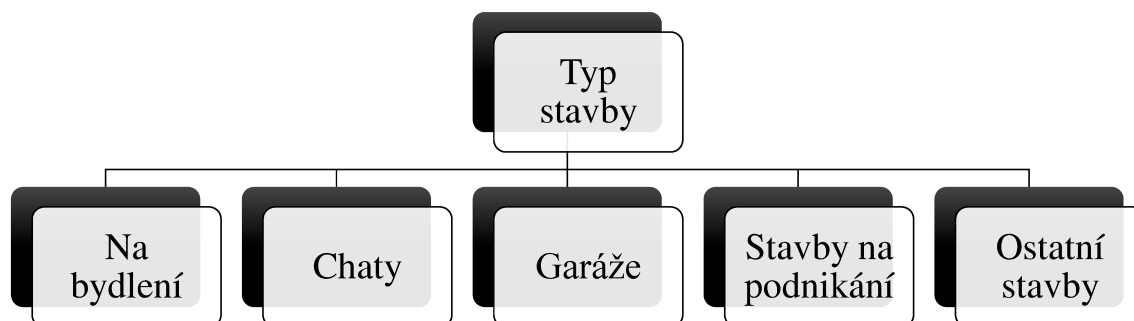 Typ
stavby
Na
bydlení
Chaty
Garáže
Stavby na
podnikání
Ostatní
stavby